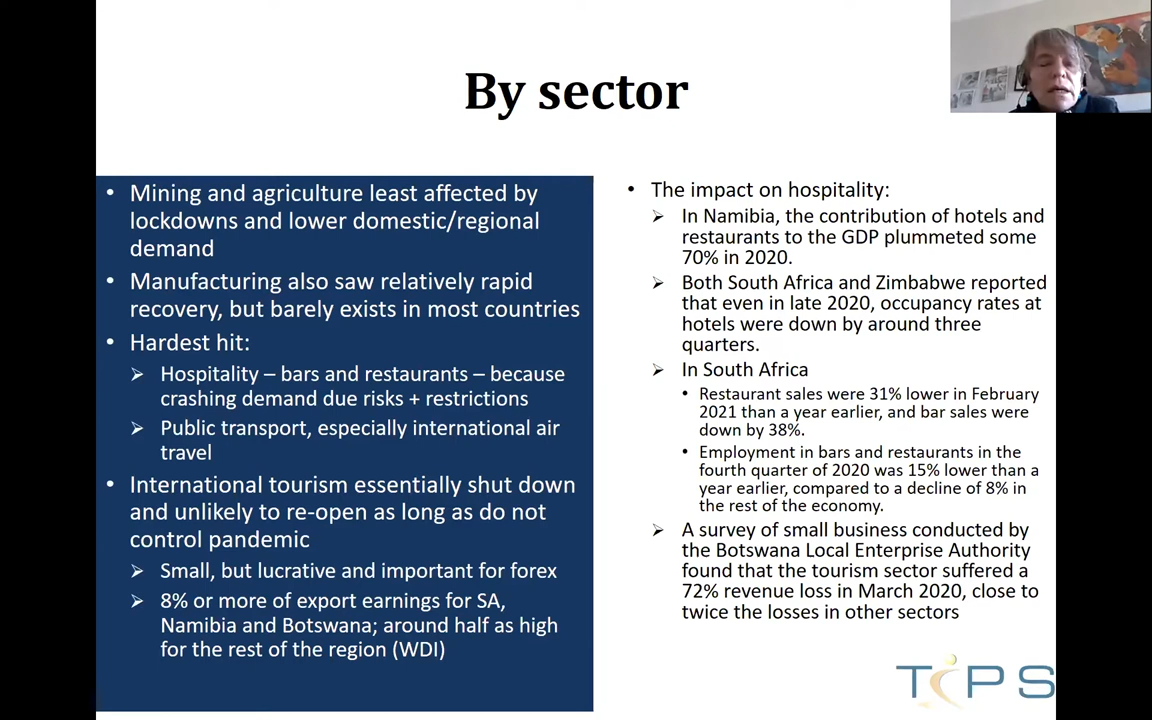 By sector
• Mining and agriculture least affected by
lockdowns and lower domestic/regional
demand
• Manufacturing also saw relatively rapid
recovery, but barely exists in most countries
• Hardest hit:
➢ Hospitality – bars and restaurants – because
crashing demand due risks + restrictions
➢ Public transport, especially international air
travel
• International tourism essentially shut down
and unlikely to re-open as long as do not
control pandemic
➢ Small, but lucrative and important for forex
➢ 8% or more of export earnings for SA,
Namibia and Botswana; around half as high
for the rest of the region (WDI)
• The impact on hospitality:
➢ In Namibia, the contribution of hotels and
restaurants to the GDP plummeted some
70% in 2020.
➢ Both South Africa and Zimbabwe reported
that even in late 2020, occupancy rates at
hotels were down by around three
quarters.
➢ In South Africa
• Restaurant sales were 31% lower in February
2021 than a year earlier, and bar sales were
down by 38%.
• Employment in bars and restaurants in the
fourth quarter of 2020 was 15% lower than a
year earlier, compared to a decline of 8% in
the rest of the economy.
➢ A survey of small business conducted by
the Botswana Local Enterprise Authority
found that the tourism sector suffered a
72% revenue loss in March 2020, close to
twice the losses in other sectors
TIPS